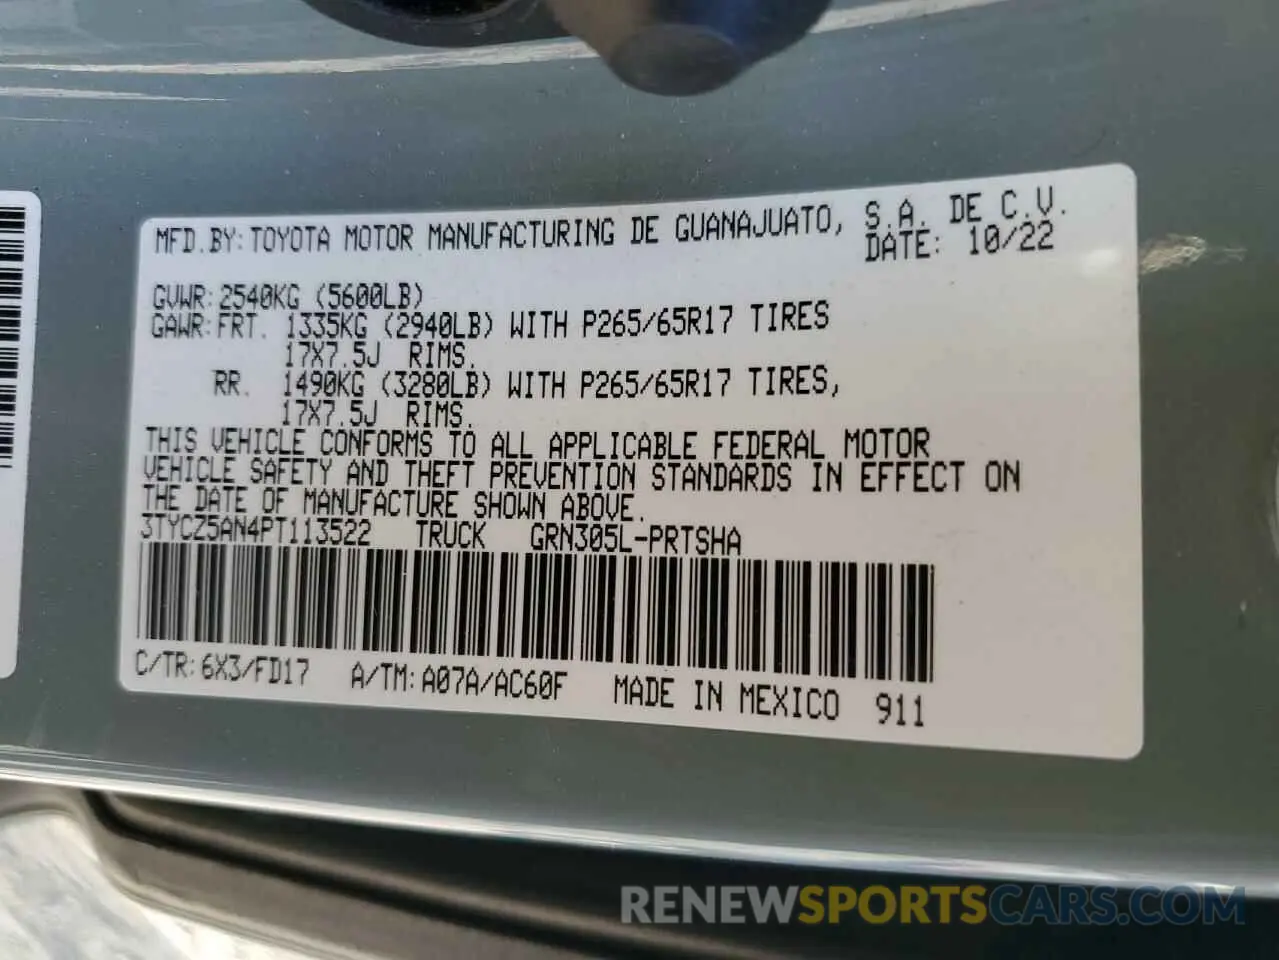 MFD.BY:TOYOTA MOTOR MANUFACTURING DE GUANAJUATO, S.A. DE C.V.
DATE: 10/22
GVWR:2540KG (5600LB)
GAWR:FRT. 1335KG (2940LB) WITH P265/65R17 TIRES
17X7.5J RIMS.
RR. 1490KG (3280LB) WITH P265/65R17 TIRES,
17X7.5J RIMS.
THIS VEHICLE CONFORMS TO ALL APPLICABLE FEDERAL MOTOR
VEHICLE SAFETY AND THEFT PREVENTION STANDARDS IN EFFECT ON
THE DATE OF MANUFACTURE SHOWN ABOVE.
3TYCZ5AN4PT113522 TRUCK GRN305L-PRTSHA
C/TR:6X3/FD17 A/TM:A07A/AC60F MADE IN MEXICO 911
RENEWSPORTSCARS.COM